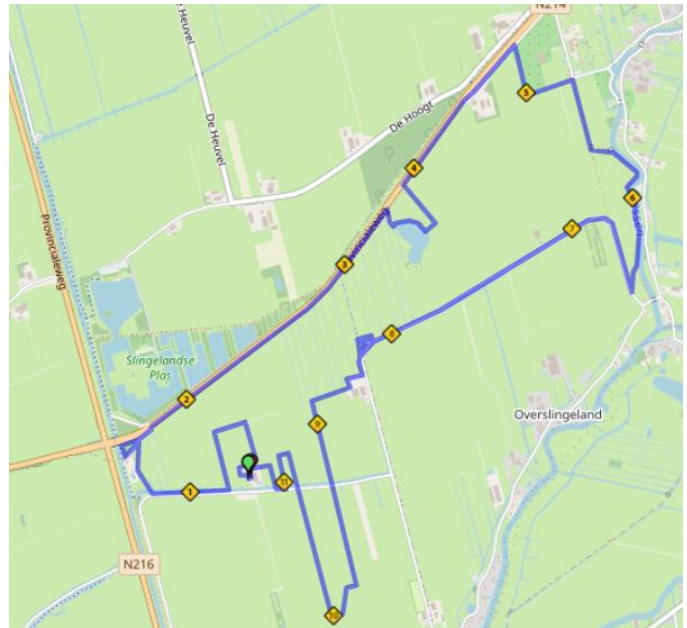 N214
De Heuvel
De Heuvel
De Hoogt
5
4
6
Provincialeweg
vincialeweg
7
3
8
Slingelandse
Plas
2
Overslingeland
9
1
11
N216
10